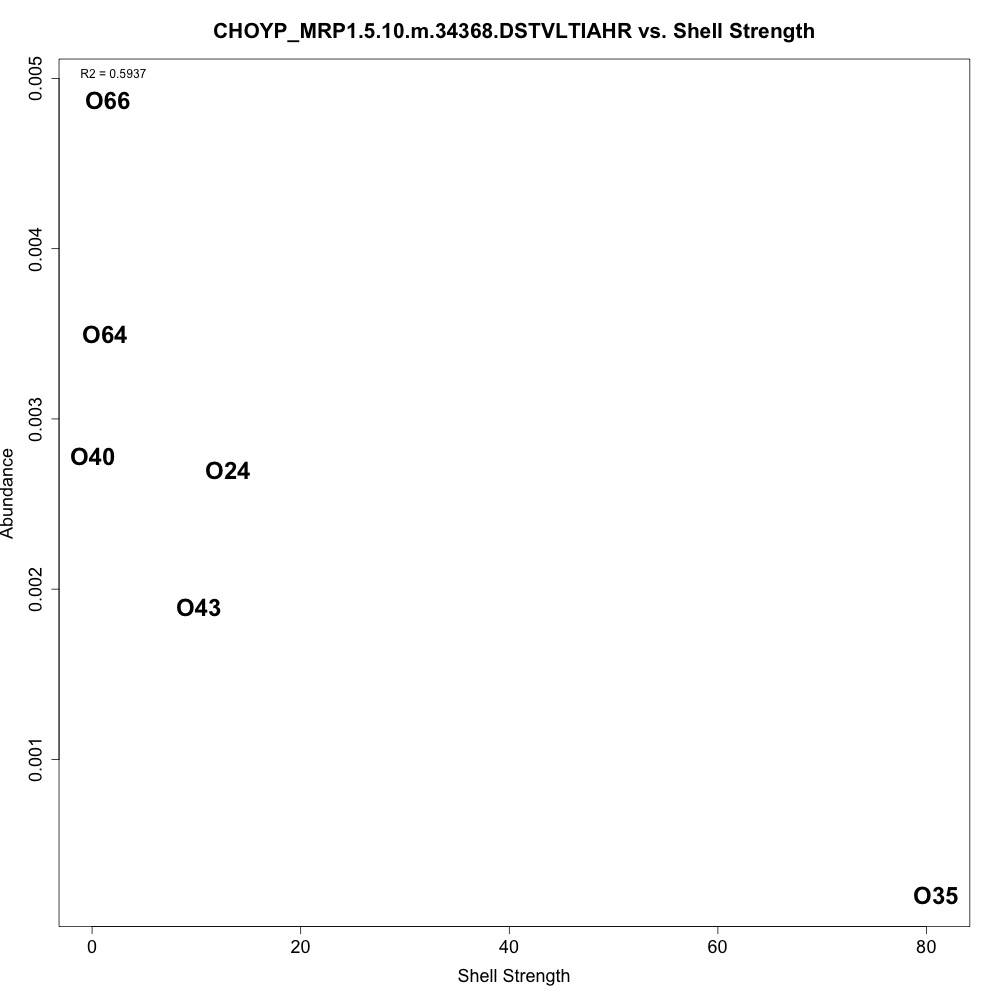 CHOYP_MRP1.5.10.m.34368.DSTVLTIAHR vs. Shell Strength
R2 = 0.5937
O66
O64
O40
O24
O43
O35
Abundance
0.005
0.004
0.003
0.002
0.001
0 20 40 60 80
Shell Strength